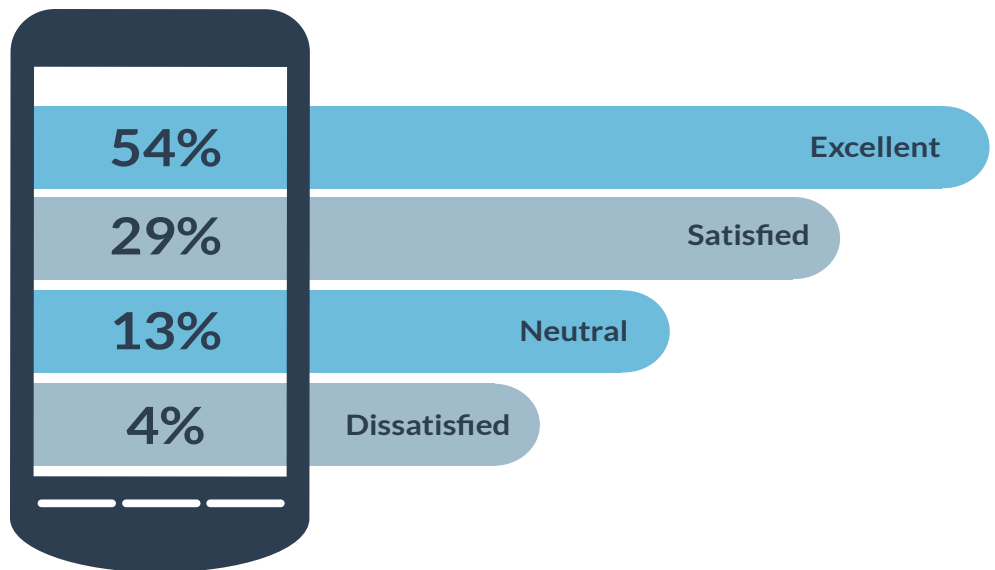 54% Excellent
29% Satisfied
13% Neutral
4% Dissatisfied